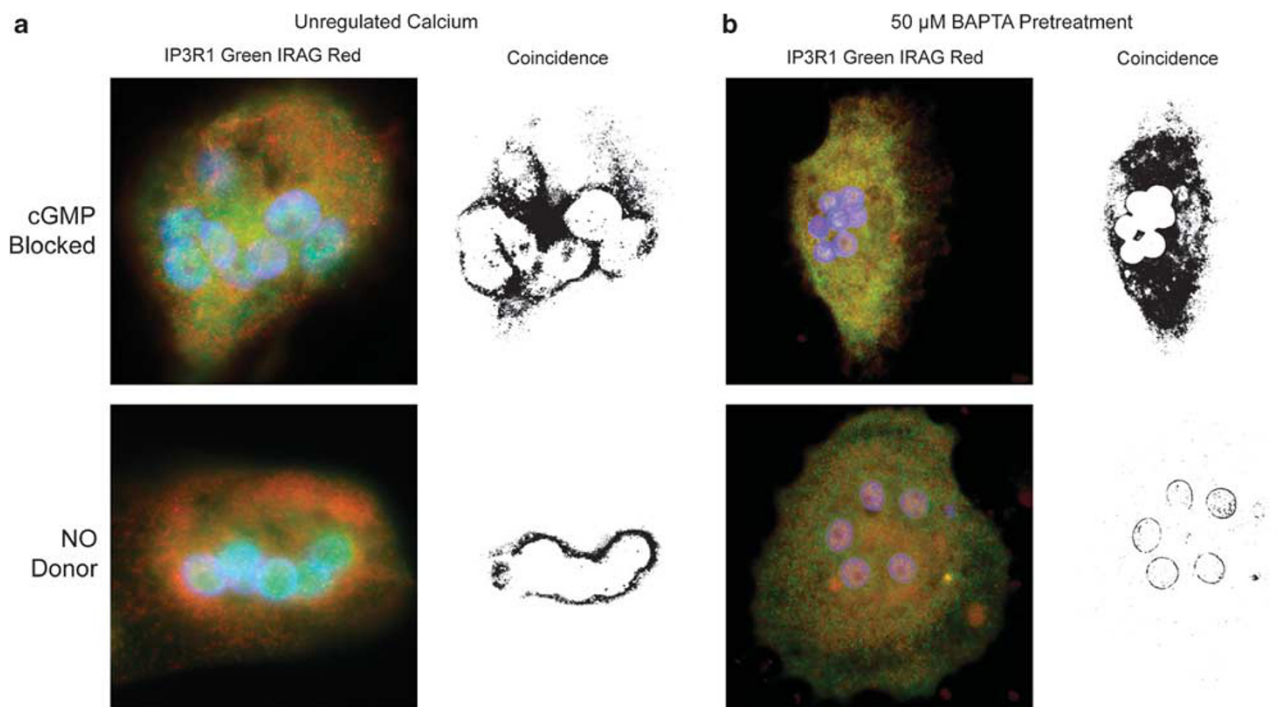 a
Unregulated Calcium
IP3R1 Green IRAG Red
Coincidence
b
50 µM BAPTA Pretreatment
IP3R1 Green IRAG Red
Coincidence
cGMP
Blocked
NO
Donor